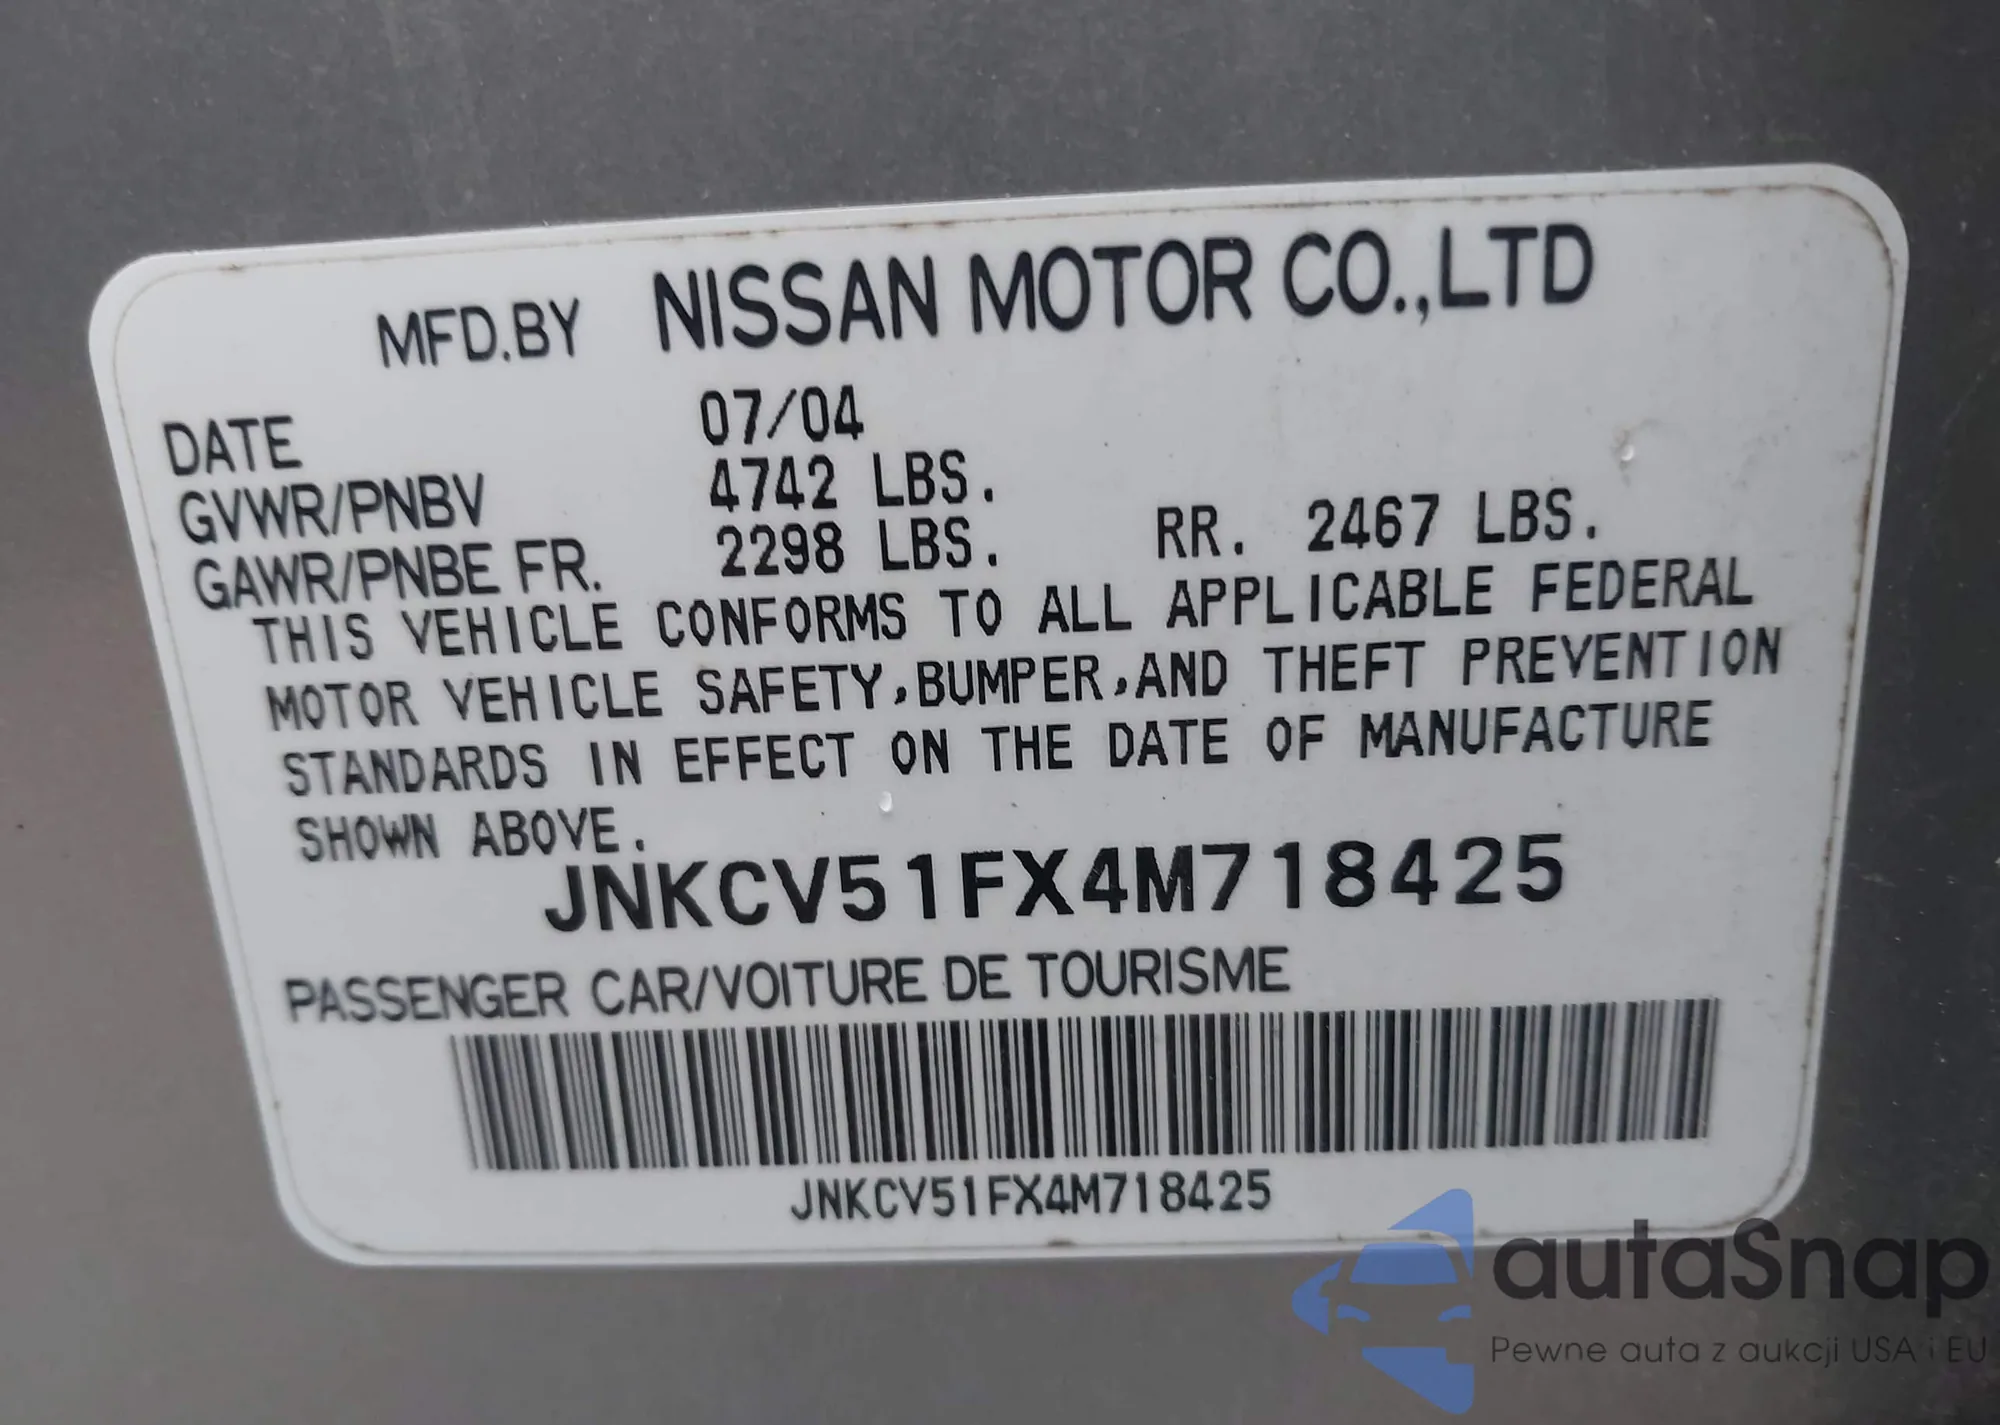 MFD.BY NISSAN MOTOR CO.,LTD
DATE 07/04
GVWR/PNBV 4742 LBS.
GAWR/PNBE FR. 2298 LBS. RR. 2467 LBS.
THIS VEHICLE CONFORMS TO ALL APPLICABLE FEDERAL
MOTOR VEHICLE SAFETY,BUMPER,AND THEFT PREVENTION
STANDARDS IN EFFECT ON THE DATE OF MANUFACTURE
SHOWN ABOVE.
JNKCV51FX4M718425
PASSENGER CAR/VOITURE DE TOURISME
JNKCV51FX4M718425
autaSnap
Pewne auta z aukcji USA i EU